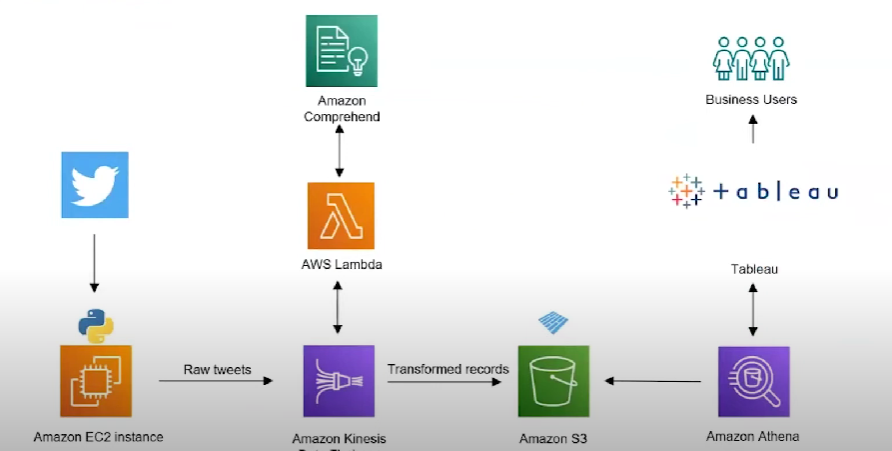 Amazon
Comprehend
Business Users
+ableau
AWS Lambda
Tableau
Raw tweets
Transformed records
Amazon EC2 instance
Amazon Kinesis
Amazon S3
Amazon Athena